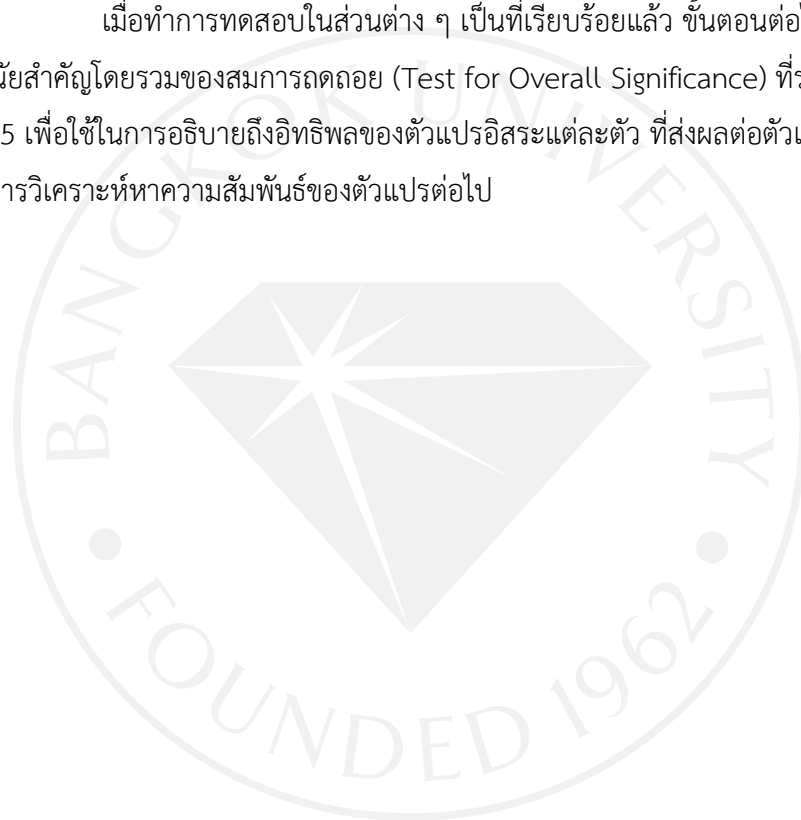 เมื่อทำการทดสอบในส่วนต่าง ๆ เป็นที่เรียบร้อยแล้ว ขั้นตอนต่อ
นัยสำคัญโดยรวมของสมการถดถอย (Test for Overall Significance) ที่
5 เพื่อใช้ในการอธิบายถึงอิทธิพลของตัวแปรอิสระแต่ละตัว ที่ส่งผลต่อตัว
การวิเคราะห์หาความสัมพันธ์ของตัวแปรต่อไป
BANGKOK UNIVERSITY
FOUNDED 1962